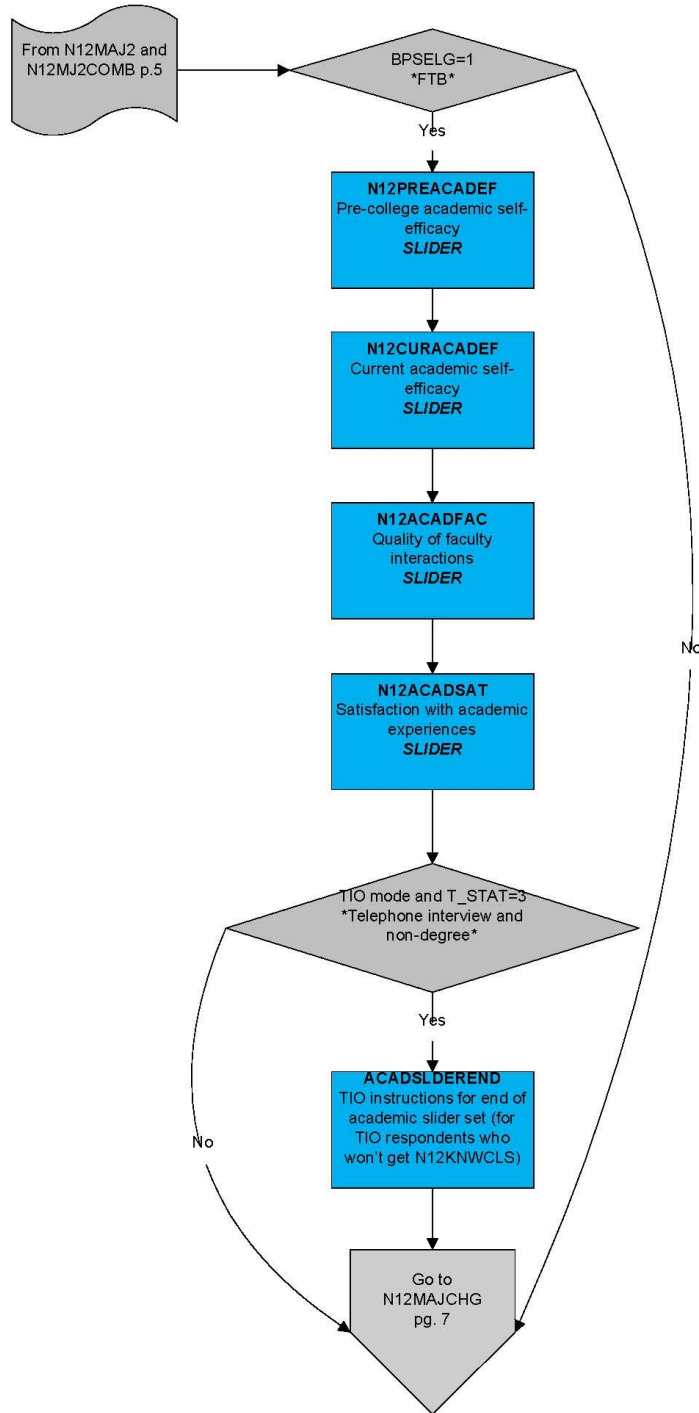 From N12MAJ2 and
N12MJ2COMB p.5
BPSELG=1
*FTB*
Yes
N12PREACADEF
Pre-college academic self-
efficacy
SLIDER
N12CURACADEF
Current academic self-
efficacy
SLIDER
N12ACADFAC
Quality of faculty
interactions
SLIDER
No
N12ACADSAT
Satisfaction with academic
experiences
SLIDER
TIO mode and T_STAT=3
*Telephone interview and
non-degree*
Yes
ACADSLDEREND
TIO instructions for end of
academic slider set (for
TIO respondents who
won't get N12KNWCLS)
No
Go to
N12MAJCHG
pg. 7